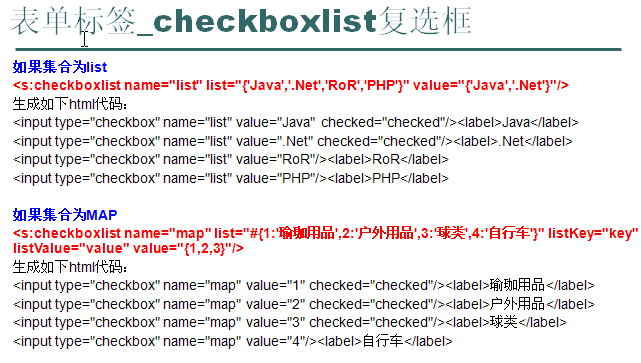 表单标签_checkboxlist复选框
如果集合为list
<s:checkboxlist name="list" list="{'Java','.Net','RoR','PHP'}" value="{'Java','.Net'}"/>
生成如下html代码：
<input type="checkbox" name="list" value="Java" checked="checked"/><label>Java</label>
<input type="checkbox" name="list" value=".Net" checked="checked"/><label>.Net</label>
<input type="checkbox" name="list" value="RoR"/><label>RoR</label>
<input type="checkbox" name="list" value="PHP"/><label>PHP</label>
如果集合为MAP
<s:checkboxlist name="map" list="#{1:'瑜珈用品',2:'户外用品',3:'球类',4:'自行车'}" listKey="key"
listValue="value" value="{1,2,3}"/>
生成如下html代码：
<input type="checkbox" name="map" value="1" checked="checked"/><label>瑜珈用品</label>
<input type="checkbox" name="map" value="2" checked="checked"/><label>户外用品</label>
<input type="checkbox" name="map" value="3" checked="checked"/><label>球类</label>
<input type="checkbox" name="map" value="4"/><label>自行车</label>